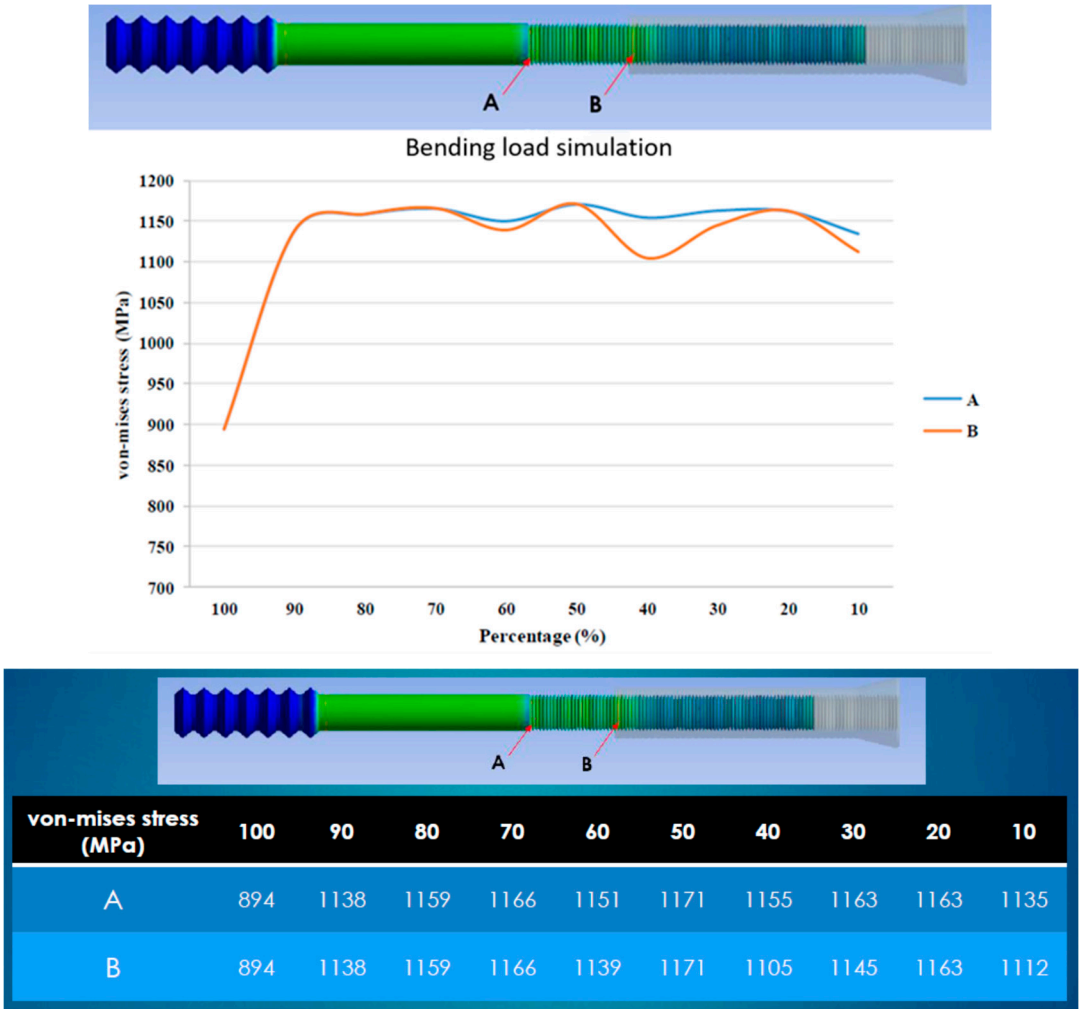 A B
Bending load simulation
1200
1150
1100
1050
1000
950
900
850
800
750
700
von-mises stress (MPa)
A
B
100 90 80 70 60 50 40 30 20 10
Percentage (%)
A B
von-mises stress (MPa) 100 90 80 70 60 50 40 30 20 10
A 894 1138 1159 1166 1151 1171 1155 1163 1163 1135
B 894 1138 1159 1166 1139 1171 1105 1145 1163 1112